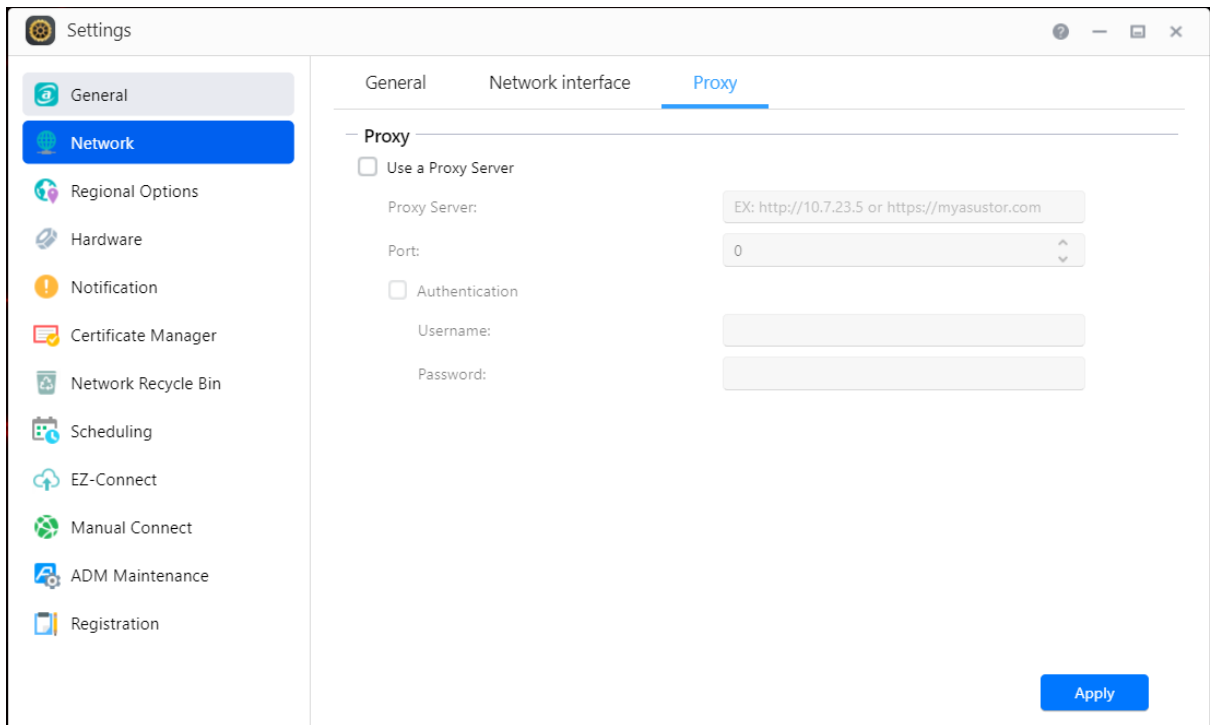 Settings
General
Network
Regional Options
Hardware
Notification
Certificate Manager
Network Recycle Bin
Scheduling
EZ-Connect
Manual Connect
ADM Maintenance
Registration
General Network interface Proxy
Proxy
Use a Proxy Server
Proxy Server: EX: http://10.7.23.5 or https://myasustor.com
Port: 0
Authentication
Username:
Password:
Apply